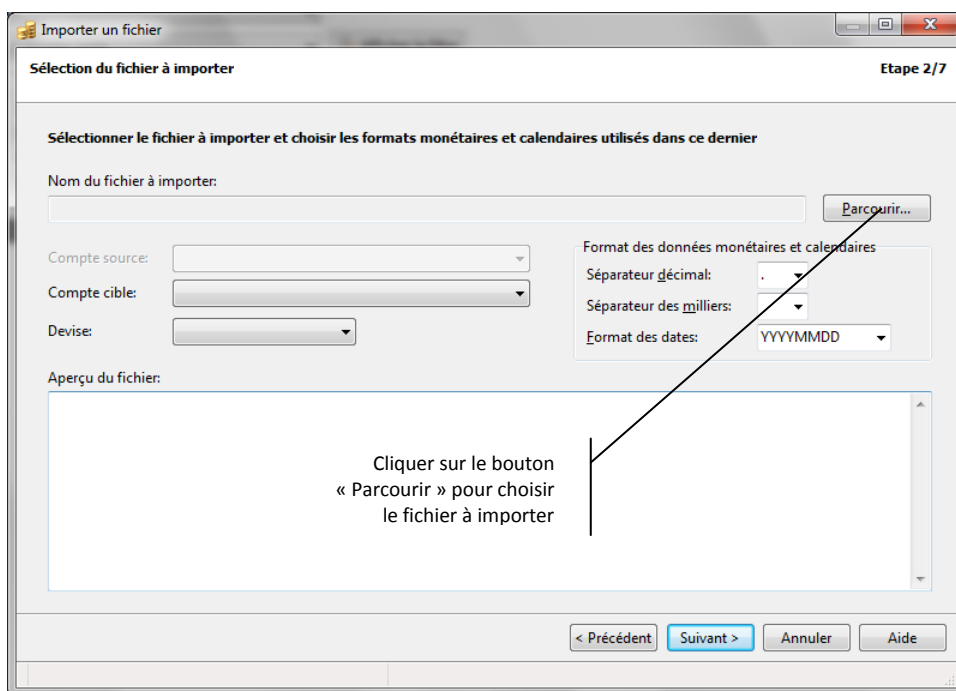 Importer un fichier
Sélection du fichier à importer
Etape 2/7
Sélectionner le fichier à importer et choisir les formats monétaires et calendaires utilisés dans ce dernier
Nom du fichier à importer:
Parcourir...
Compte source:
Compte cible:
Devise:
Format des données monétaires et calendaires
Séparateur décimal:
.
Séparateur des milliers:
Format des dates:
YYYYMMDD
Aperçu du fichier:
Cliquer sur le bouton
« Parcourir » pour choisir
le fichier à importer
< Précédent
Suivant >
Annuler
Aide